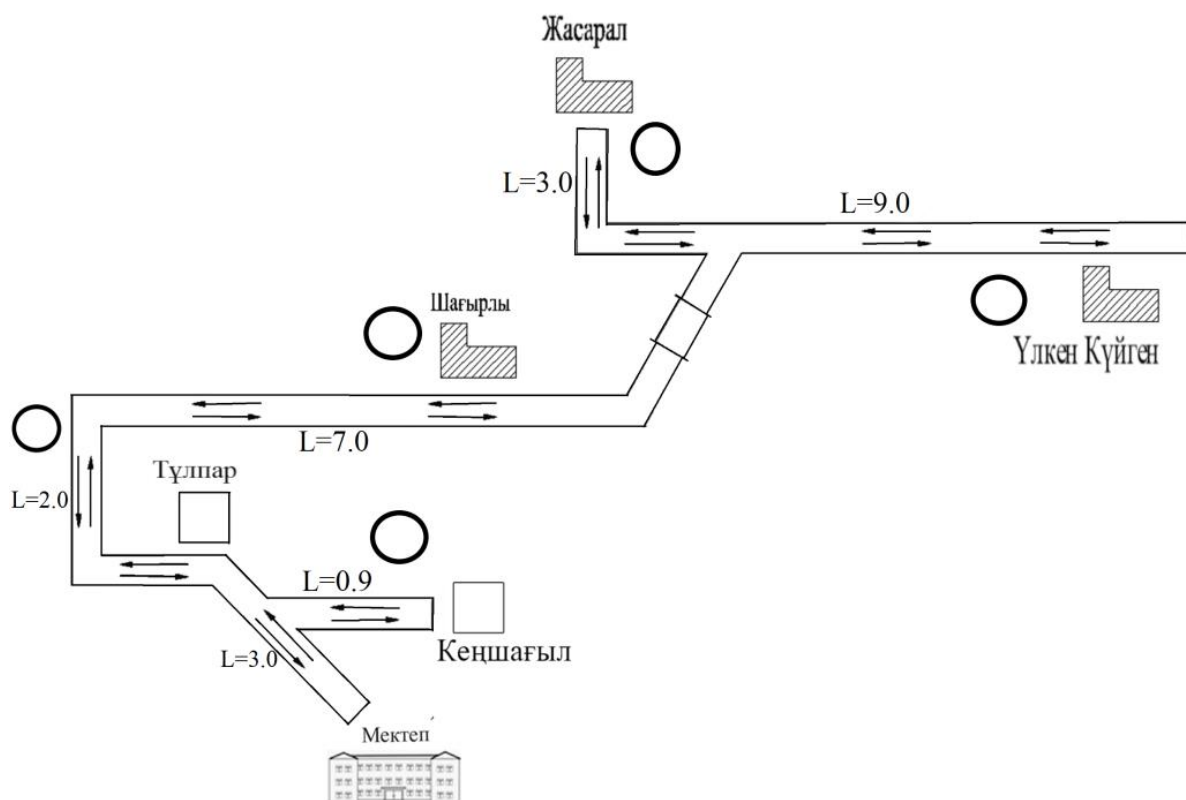 Жасарал
L=3.0
L=9.0
Шағырлы
Үлкен Күйген
L=7.0
Тұлпар
L=2.0
L=0.9
Кеңшағыл
L=3.0
Мектеп